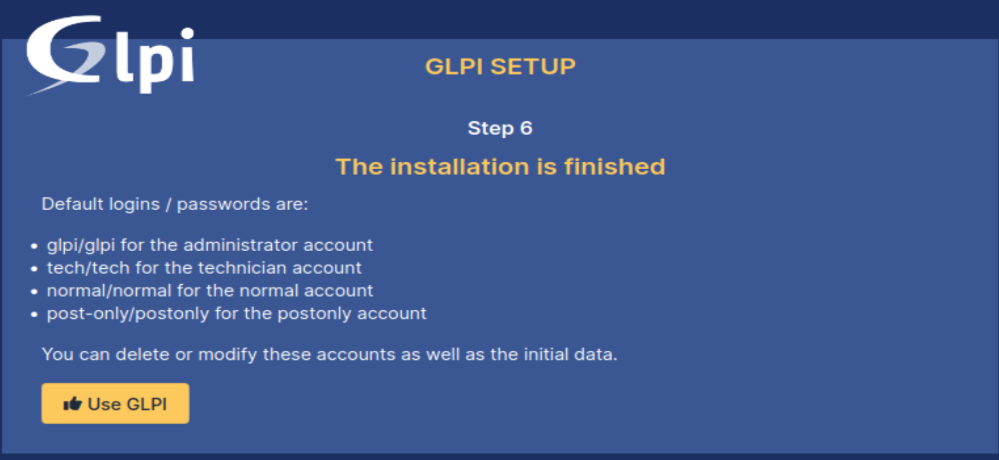 Glpi
GLPI SETUP
Step 6
The installation is finished
Default logins / passwords are:
• glpi/glpi for the administrator account
• tech/tech for the technician account
• normal/normal for the normal account
• post-only/postonly for the postonly account
You can delete or modify these accounts as well as the initial data.
Use GLPI